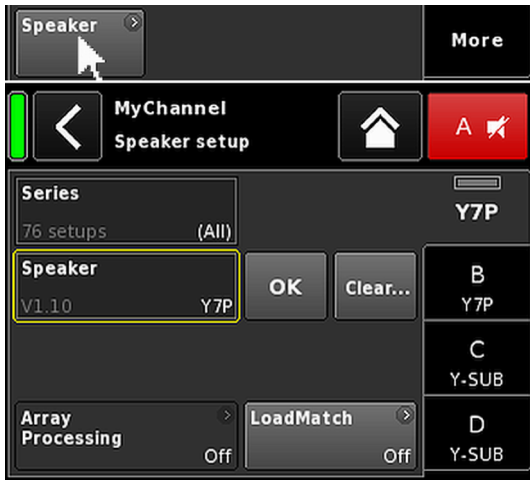 Speaker
More
MyChannel
Speaker setup
A
Series
76 setups (All)
Y7P
Speaker
V1.10 Y7P
OK
Clear...
B
Y7P
C
Y-SUB
Array
Processing
Off
LoadMatch
Off
D
Y-SUB